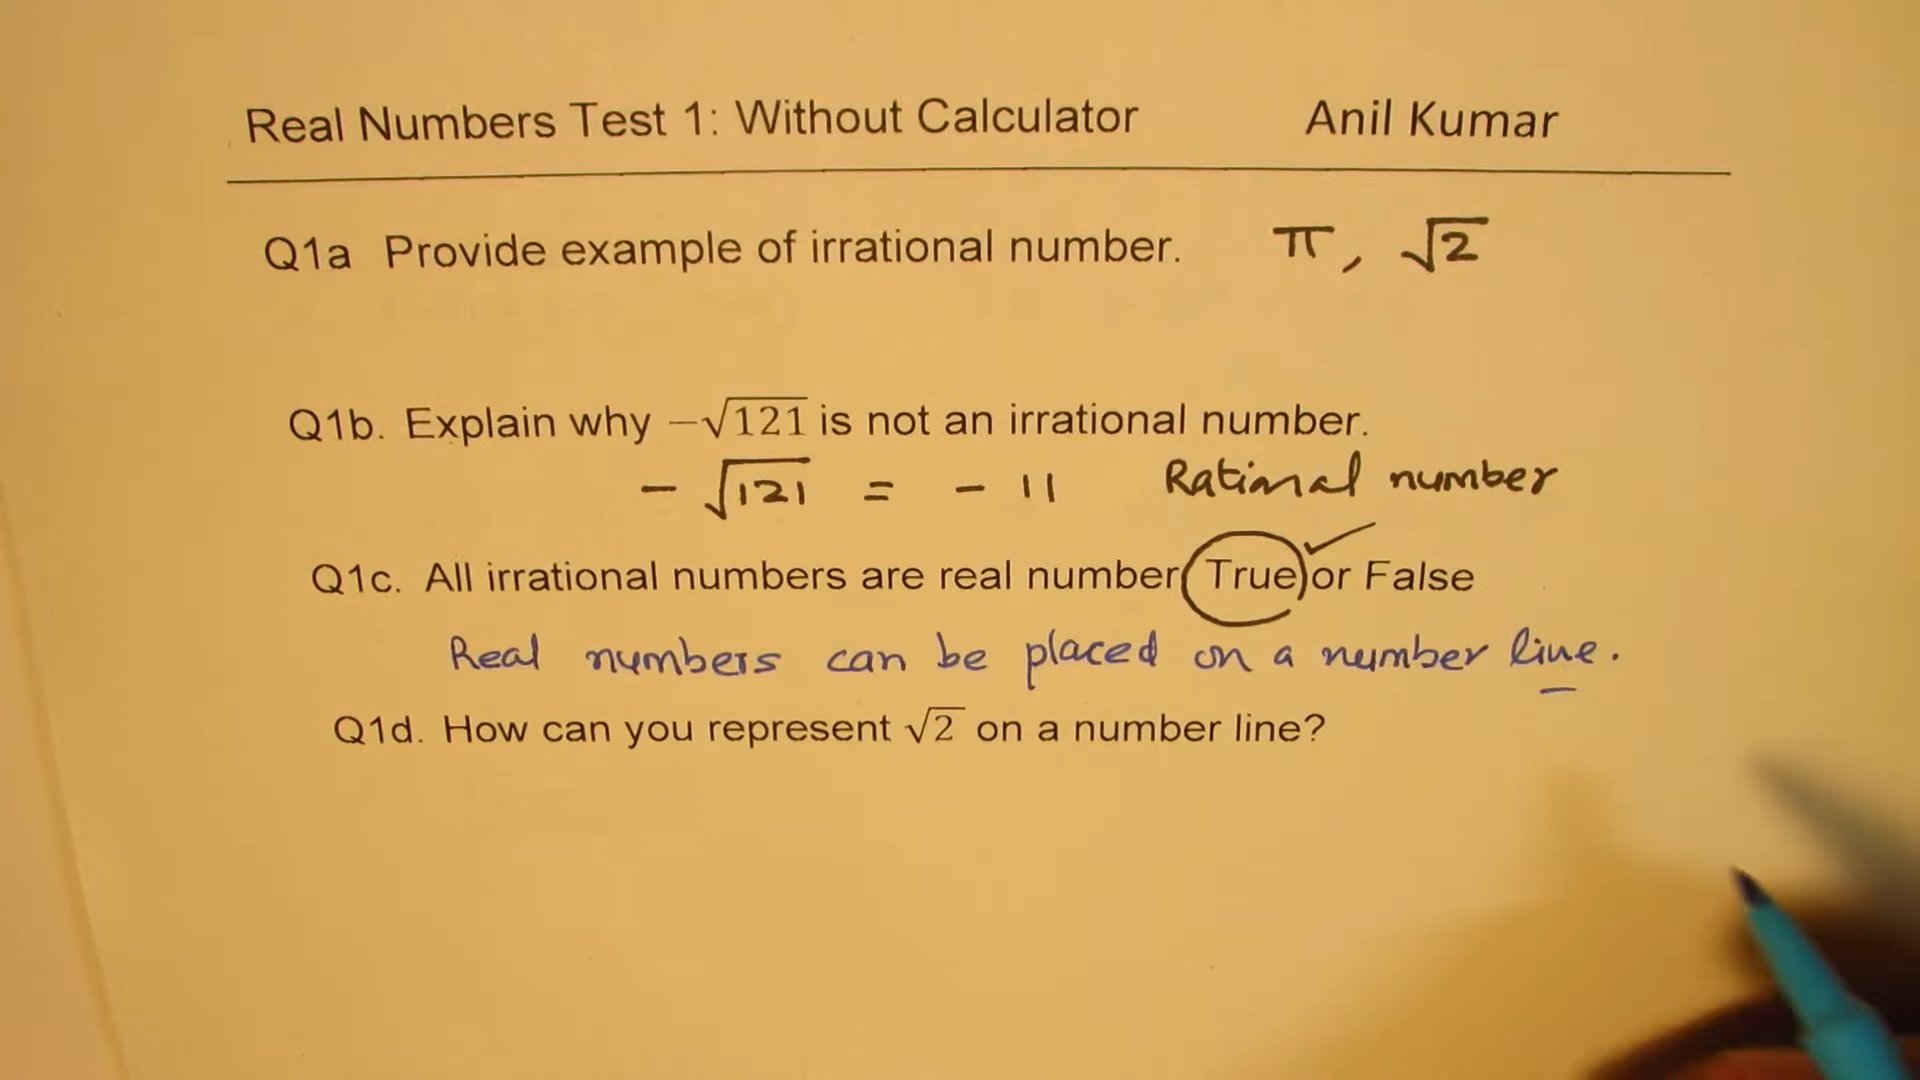 Real Numbers Test 1: Without Calculator Anil Kumar
Q1a Provide example of irrational number. π, √2
Q1b. Explain why −√121 is not an irrational number.
− √121 = − 11 Rational number
Q1c. All irrational numbers are real number True or False
Real numbers can be placed on a number line.
Q1d. How can you represent √2 on a number line?